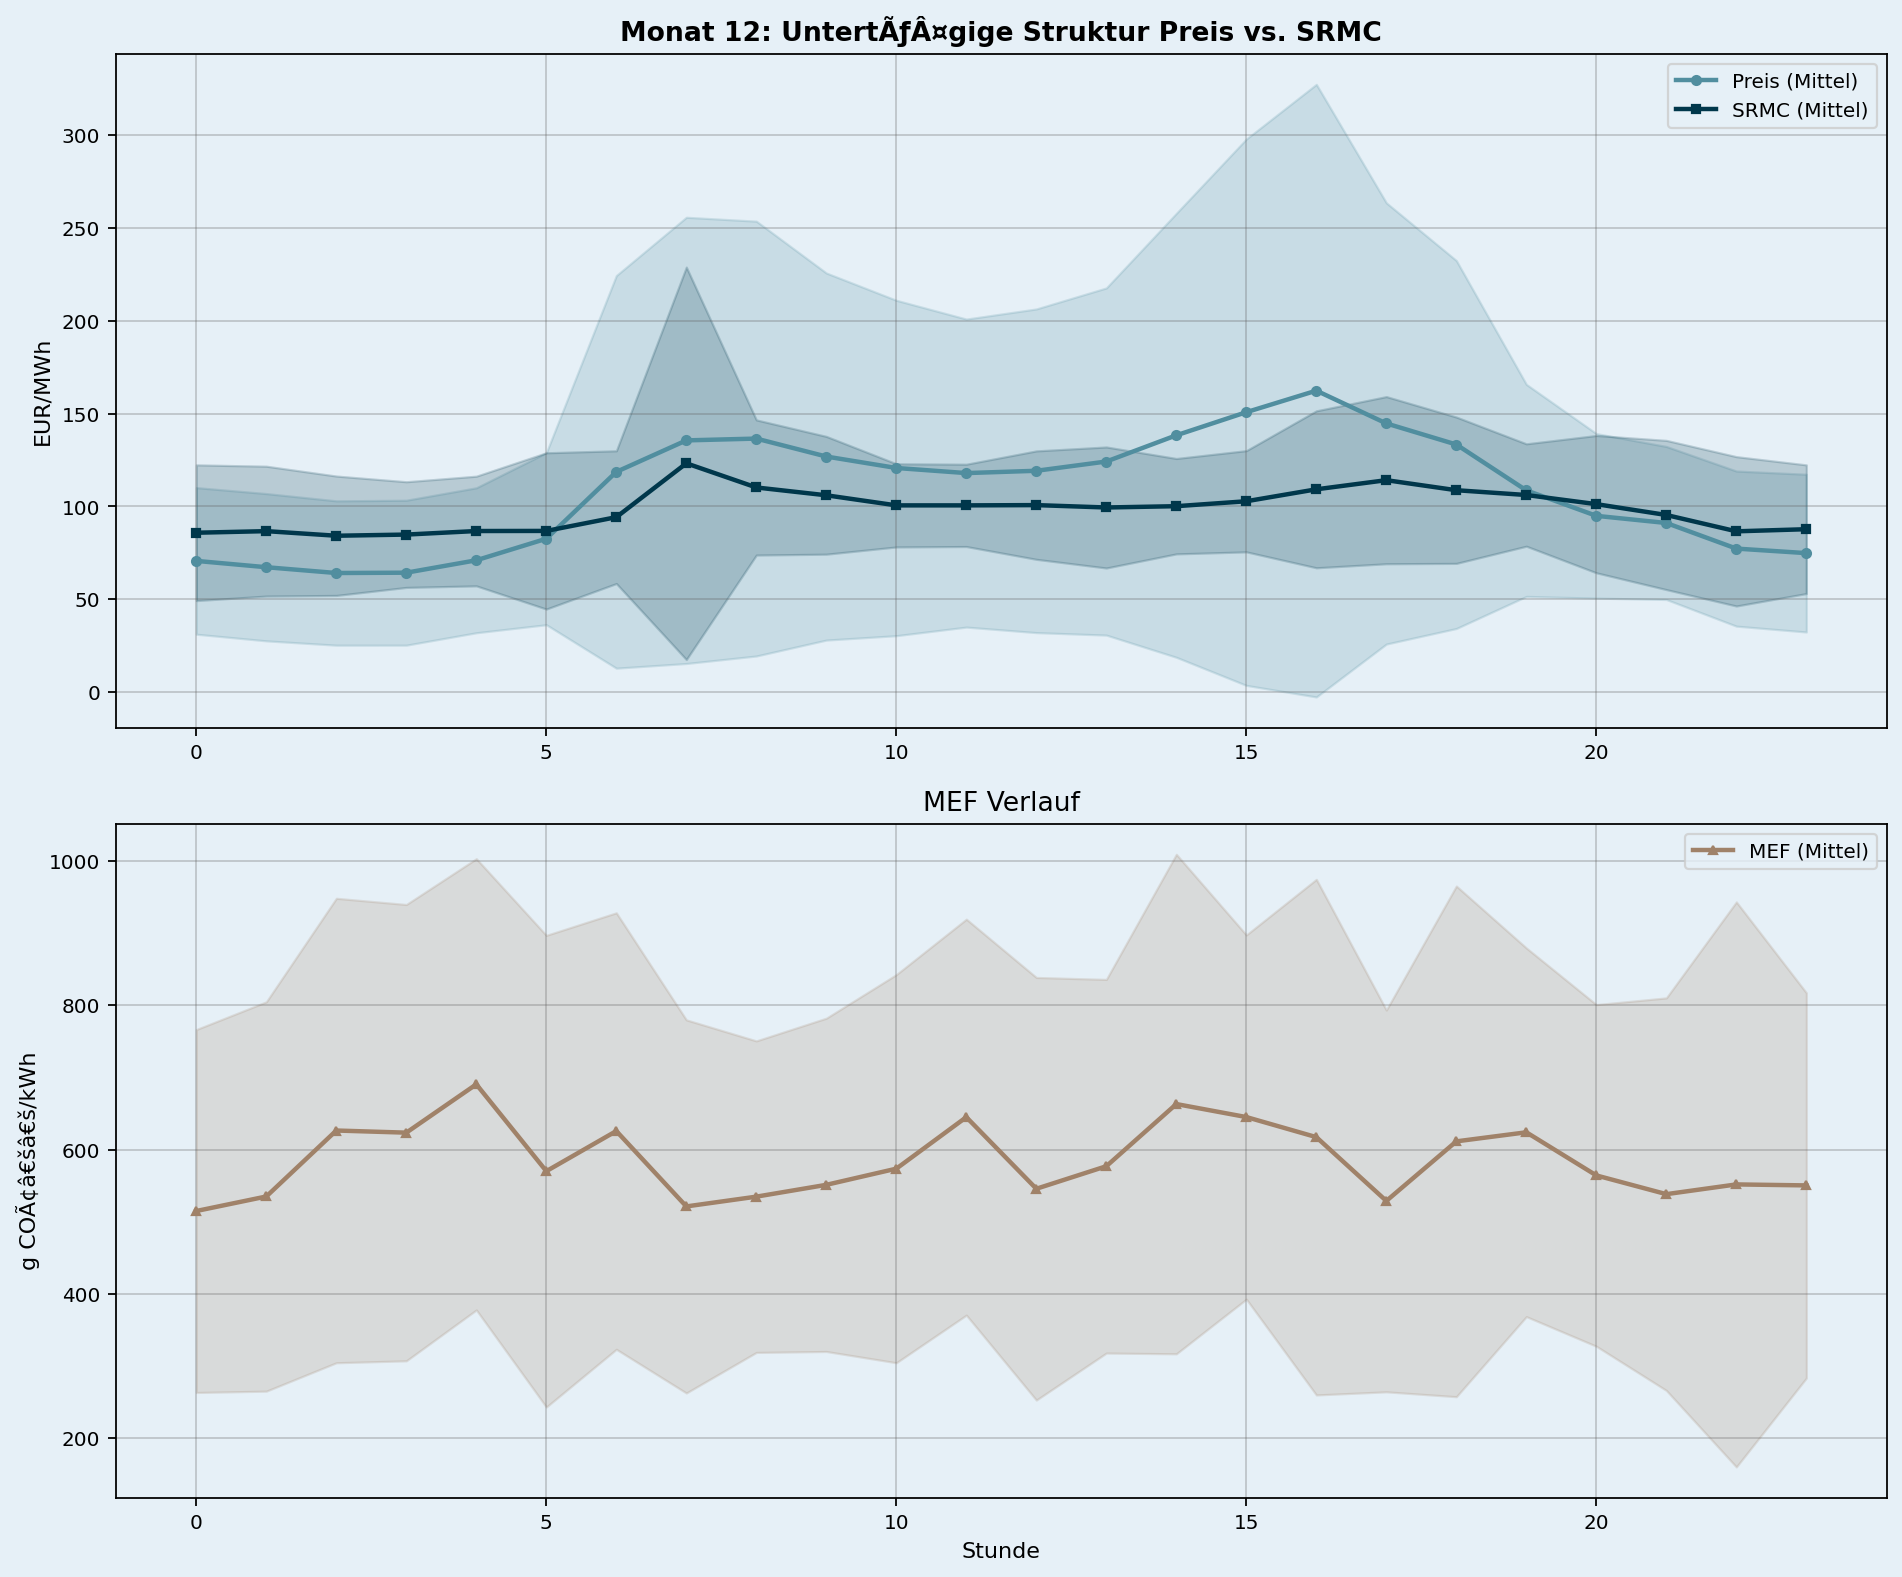 Monat 12: UntertÃƒÂ¤gige Struktur Preis vs. SRMC
Preis (Mittel)
SRMC (Mittel)
EUR/MWh
300
250
200
150
100
50
0
0 5 10 15 20
MEF Verlauf
MEF (Mittel)
g COÃ¢â€šâ€š/kWh
1000
800
600
400
200
0 5 10 15 20
Stunde